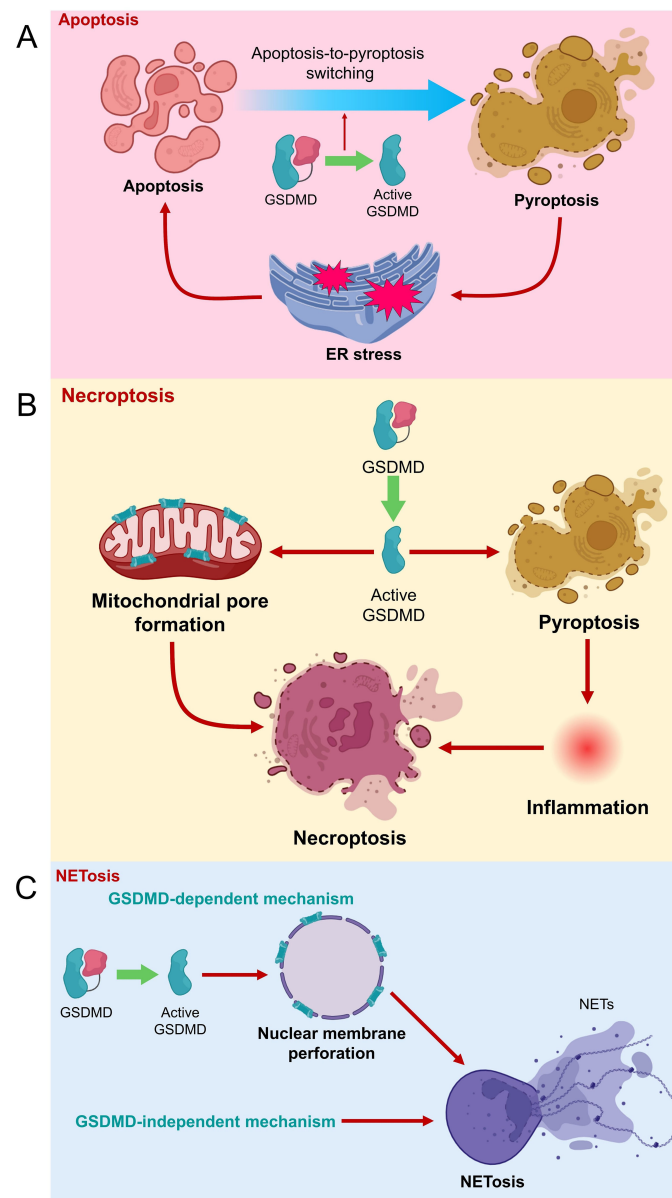 A
Apoptosis
Apoptosis-to-pyroptosis
switching
GSDMD
Active
GSDMD
Apoptosis
Pyroptosis
ER stress
B
Necroptosis
GSDMD
Active
GSDMD
Mitochondrial pore
formation
Pyroptosis
Inflammation
Necroptosis
C
NETosis
GSDMD-dependent mechanism
GSDMD
Active
GSDMD
Nuclear membrane
perforation
NETs
GSDMD-independent mechanism
NETosis